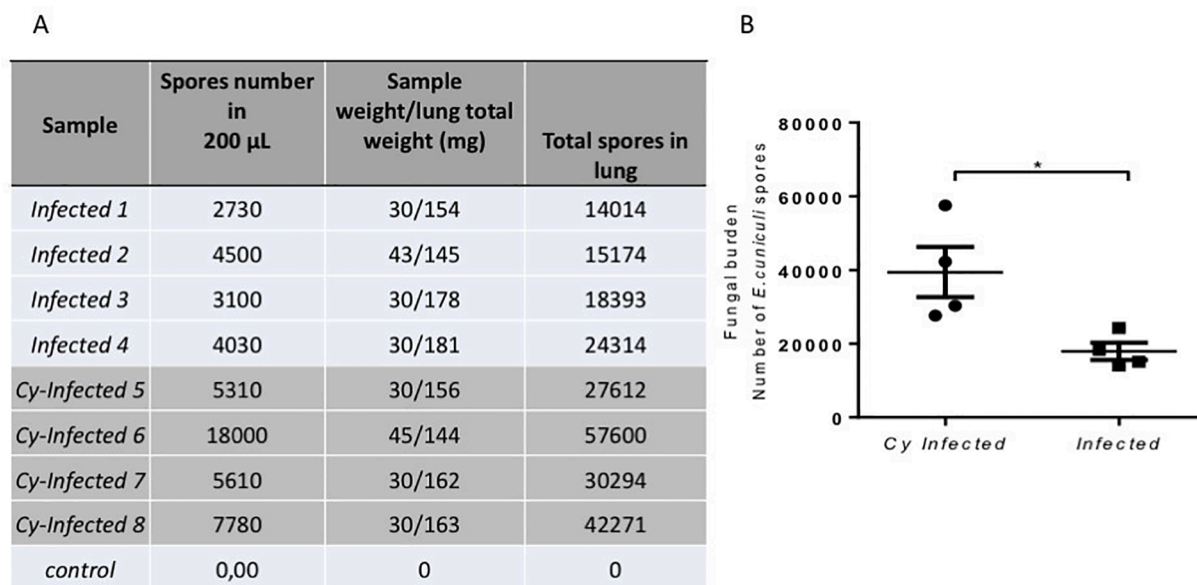 A
Sample Spores number in 200 µL Sample weight/lung total weight (mg) Total spores in lung
Infected 1 2730 30/154 14014
Infected 2 4500 43/145 15174
Infected 3 3100 30/178 18393
Infected 4 4030 30/181 24314
Cy-Infected 5 5310 30/156 27612
Cy-Infected 6 18000 45/144 57600
Cy-Infected 7 5610 30/162 30294
Cy-Infected 8 7780 30/163 42271
control 0,00 0 0
B
Fungal burden
Number of E.cuniculi spores
80000
60000
40000
20000
0
*
Cy Infected Infected